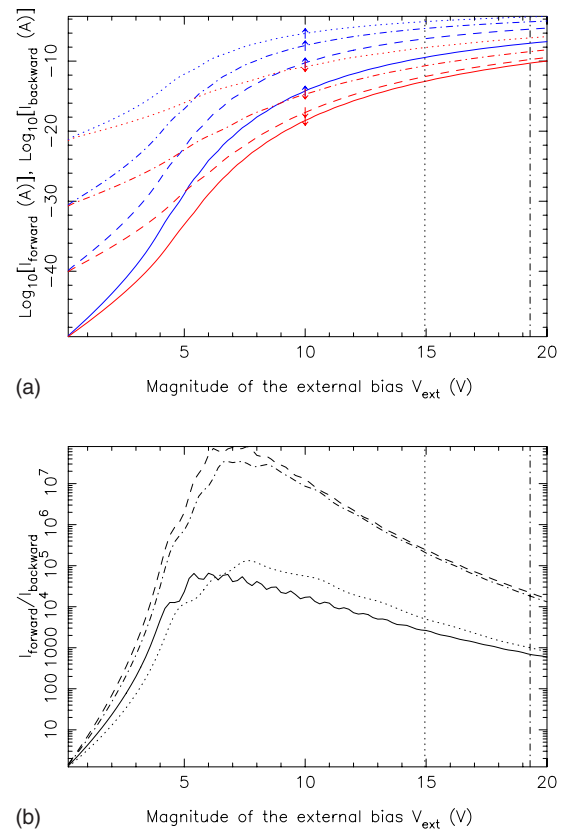 Log10[Iforward (A)], Log10[Ibackward (A)]
-10
-20
-30
-40
5 10 15 20
(a) Magnitude of the external bias Vext (V)
Iforward/Ibackward
10^7
10^6
10^5
10^4
1000
100
10
5 10 15 20
(b) Magnitude of the external bias Vext (V)